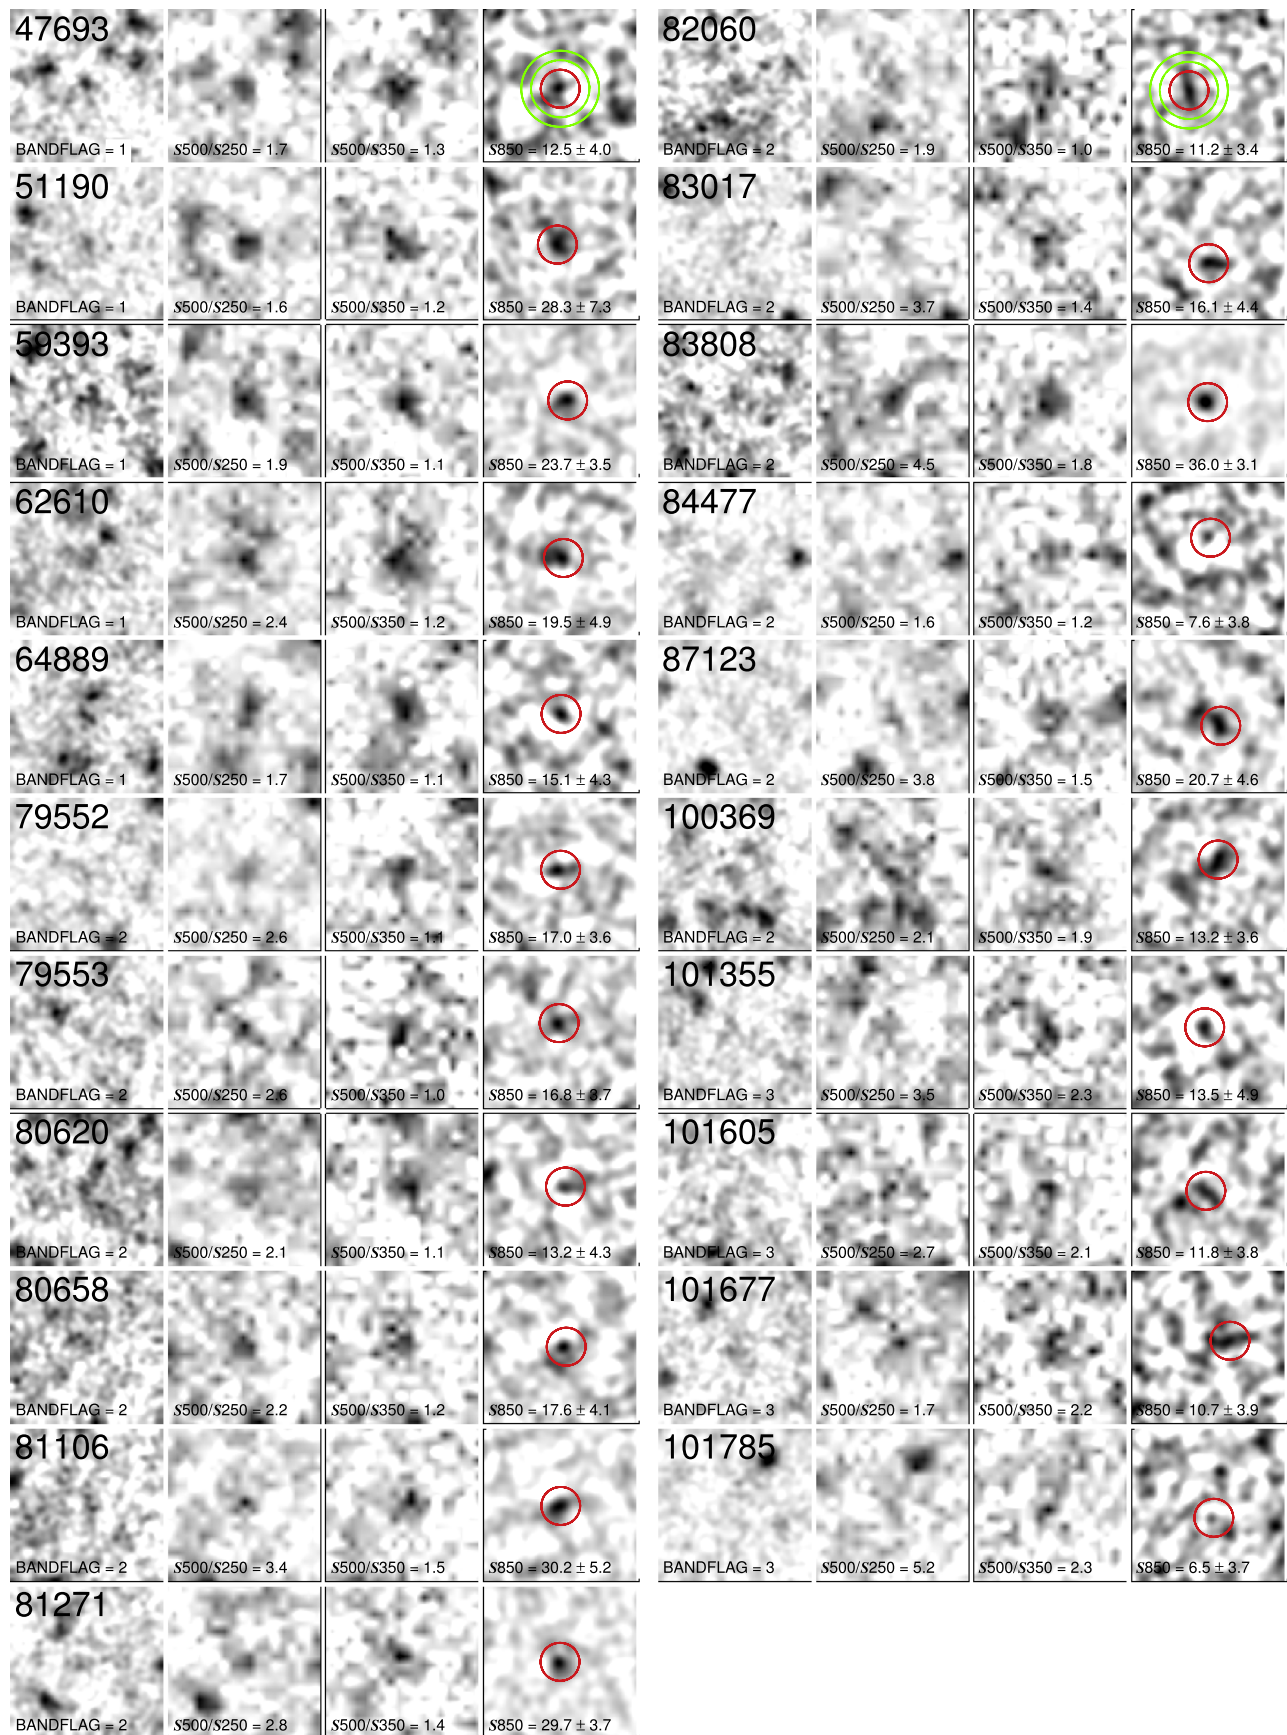 47693
BANDFLAG = 1
S500/S250 = 1.7
S500/S350 = 1.3
S850 = 12.5 ± 4.0
51190
BANDFLAG = 1
S500/S250 = 1.6
S500/S350 = 1.2
S850 = 28.3 ± 7.3
59393
BANDFLAG = 1
S500/S250 = 1.9
S500/S350 = 1.1
S850 = 23.7 ± 3.5
62610
BANDFLAG = 1
S500/S250 = 2.4
S500/S350 = 1.2
S850 = 19.5 ± 4.9
64889
BANDFLAG = 1
S500/S250 = 1.7
S500/S350 = 1.1
S850 = 15.1 ± 4.3
79552
BANDFLAG = 2
S500/S250 = 2.6
S500/S350 = 1.1
S850 = 17.0 ± 3.6
79553
BANDFLAG = 2
S500/S250 = 2.6
S500/S350 = 1.0
S850 = 16.8 ± 3.7
80620
BANDFLAG = 2
S500/S250 = 2.1
S500/S350 = 1.1
S850 = 13.2 ± 4.3
80658
BANDFLAG = 2
S500/S250 = 2.2
S500/S350 = 1.2
S850 = 17.6 ± 4.1
81106
BANDFLAG = 2
S500/S250 = 3.4
S500/S350 = 1.5
S850 = 30.2 ± 5.2
81271
BANDFLAG = 2
S500/S250 = 2.8
S500/S350 = 1.4
S850 = 29.7 ± 3.7
82060
BANDFLAG = 2
S500/S250 = 1.9
S500/S350 = 1.0
S850 = 11.2 ± 3.4
83017
BANDFLAG = 2
S500/S250 = 3.7
S500/S350 = 1.4
S850 = 16.1 ± 4.4
83808
BANDFLAG = 2
S500/S250 = 4.5
S500/S350 = 1.8
S850 = 36.0 ± 3.1
84477
BANDFLAG = 2
S500/S250 = 1.6
S500/S350 = 1.2
S850 = 7.6 ± 3.8
87123
BANDFLAG = 2
S500/S250 = 3.8
S500/S350 = 1.5
S850 = 20.7 ± 4.6
100369
BANDFLAG = 2
S500/S250 = 2.1
S500/S350 = 1.9
S850 = 13.2 ± 3.6
101355
BANDFLAG = 3
S500/S250 = 3.5
S500/S350 = 2.3
S850 = 13.5 ± 4.9
101605
BANDFLAG = 3
S500/S250 = 2.7
S500/S350 = 2.1
S850 = 11.8 ± 3.8
101677
BANDFLAG = 3
S500/S250 = 1.7
S500/S350 = 2.2
S850 = 10.7 ± 3.9
101785
BANDFLAG = 3
S500/S250 = 5.2
S500/S350 = 2.3
S850 = 6.5 ± 3.7